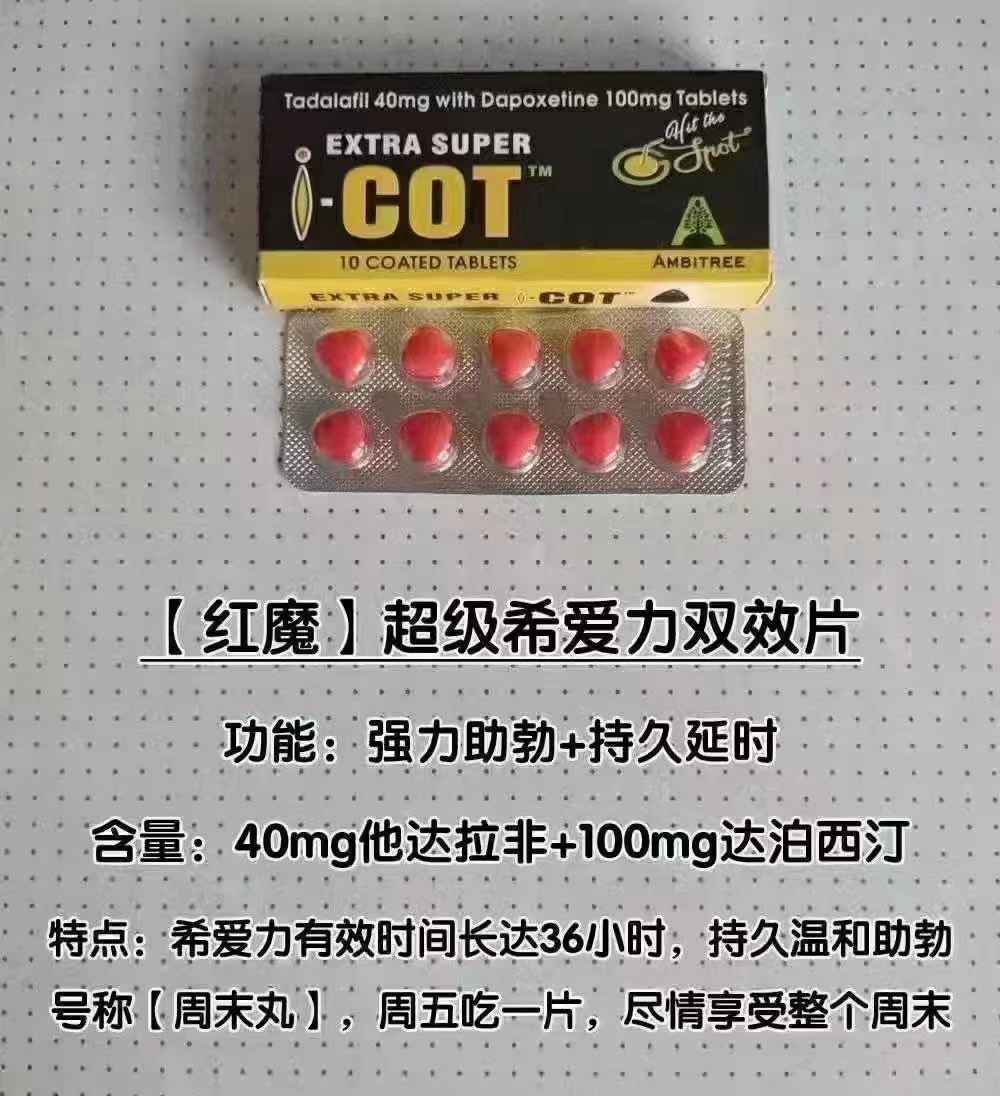 Tadalafil 40mg with Dapoxetine 100mg Tablets
Hit the
Spot
EXTRA SUPER
i-COT™
10 COATED TABLETS
AMBITREE
EXTRA SUPER i-COT™
【红魔】超级希爱力双效片
功能：强力助勃+持久延时
含量：40mg他达拉非+100mg达泊西汀
特点：希爱力有效时间长达36小时，持久温和助勃
号称【周末丸】，周五吃一片，尽情享受整个周末